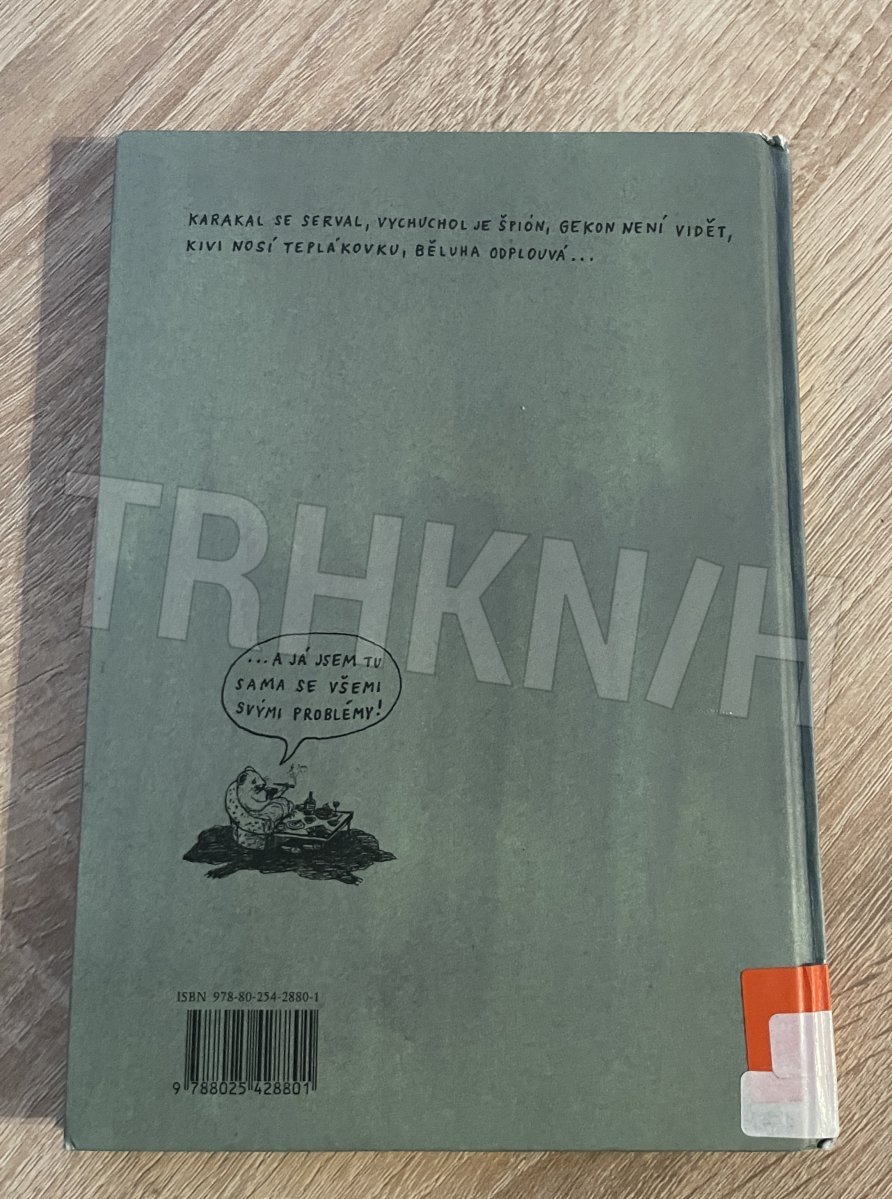 KARAKAL SE SERVAL, VYCHUCHOL JE ŠPIÓN, GEKON NENÍ VIDĚT,
KIVI NOSÍ TEPLÁKOVKU, BĚLUHA ODPLOUVÁ...
TRHKNIH
...A JÁ JSEM TU
SAMA SE VŠEMI
SVÝMI PROBLÉMY!
ISBN 978-80-254-2880-1
9 788025 428801